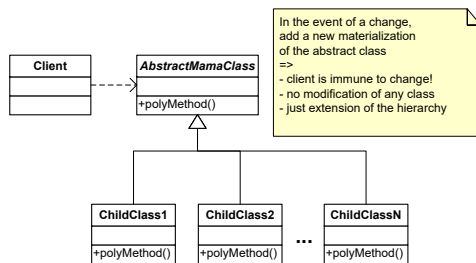 In the event of a change,
add a new materialization
of the abstract class
=>
- client is immune to change!
- no modification of any class
- just extension of the hierarchy
Client
AbstractMamaClass
+polyMethod()
ChildClass1
+polyMethod()
ChildClass2
+polyMethod()
...
ChildClassN
+polyMethod()